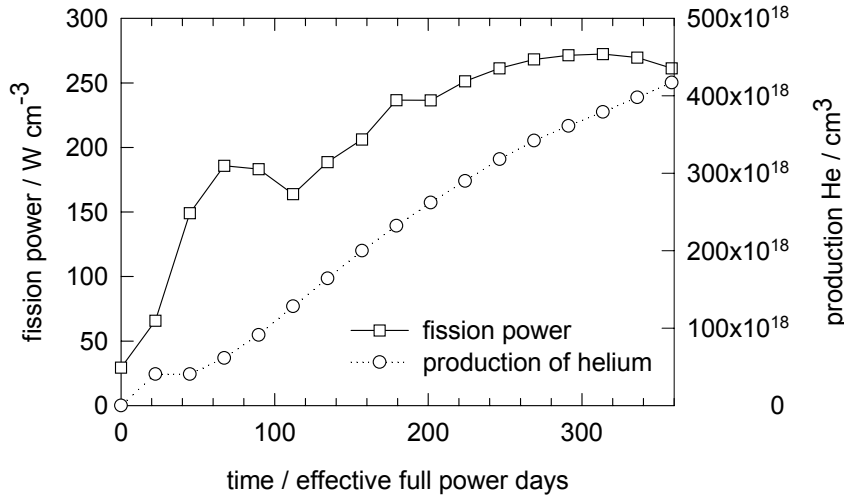 300
250
200
150
100
50
0
fission power / W cm⁻³
500x10¹⁸
400x10¹⁸
300x10¹⁸
200x10¹⁸
100x10¹⁸
0
production He / cm³
fission power
production of helium
0
100
200
300
time / effective full power days